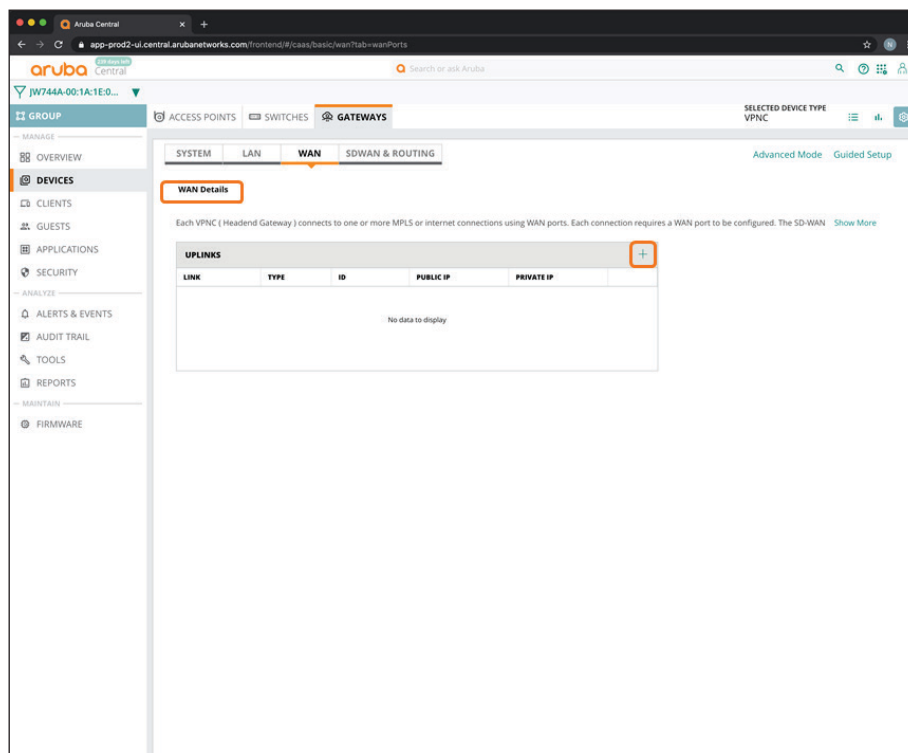 Aruba Central
app-prod2-ui.central.arubanetworks.com/frontend/#/caas/basic/wan?tab=wanPorts
N
aruba Central
Search or ask Aruba
JW744A-00:1A:1E:0...
GROUP
ACCESS POINTS SWITCHES GATEWAYS
SELECTED DEVICE TYPE
VPNC
MANAGE
OVERVIEW
DEVICES
CLIENTS
GUESTS
APPLICATIONS
SECURITY
ANALYZE
ALERTS & EVENTS
AUDIT TRAIL
TOOLS
REPORTS
MAINTAIN
FIRMWARE
SYSTEM LAN WAN SDWAN & ROUTING
Advanced Mode Guided Setup
WAN Details
Each VPNC ( Headend Gateway ) connects to one or more MPLS or internet connections using WAN ports. Each connection requires a WAN port to be configured. The SD-WAN Show More
UPLINKS
LINK TYPE ID PUBLIC IP PRIVATE IP
No data to display